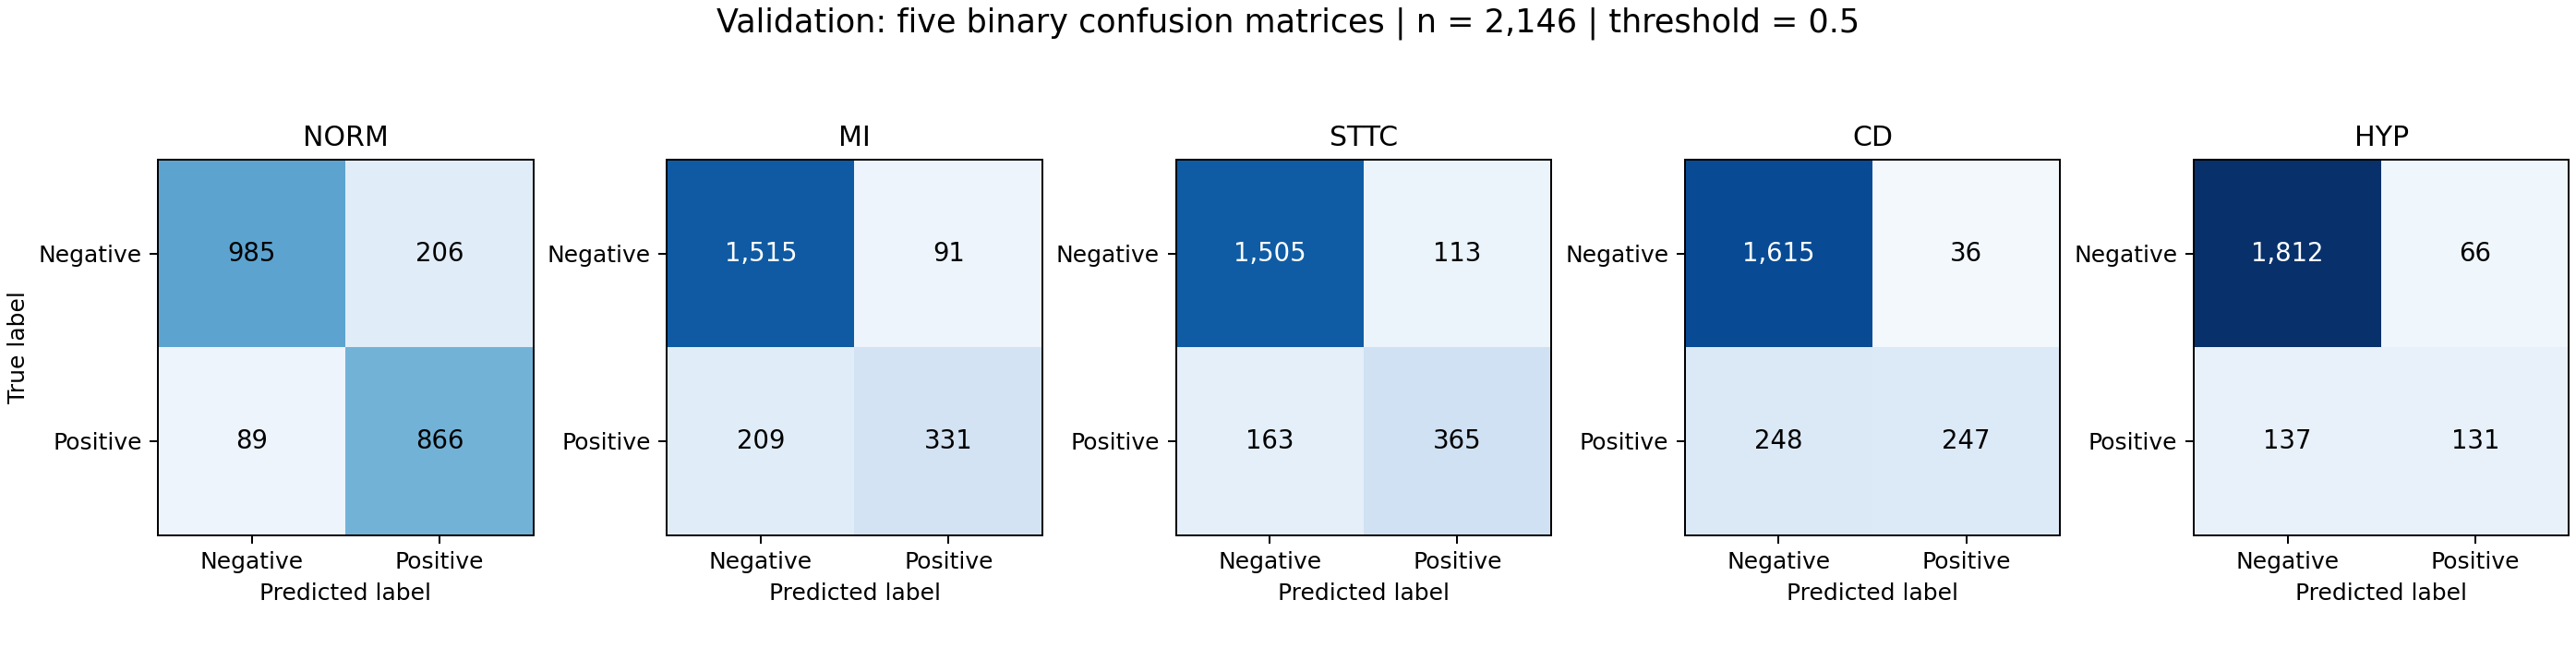 Validation: five binary confusion matrices | n = 2,146 | threshold = 0.5
NORM
True label
Negative
985
206
Positive
89
866
Negative
Positive
Predicted label
MI
Negative
1,515
91
Positive
209
331
Negative
Positive
Predicted label
STTC
Negative
1,505
113
Positive
163
365
Negative
Positive
Predicted label
CD
Negative
1,615
36
Positive
248
247
Negative
Positive
Predicted label
HYP
Negative
1,812
66
Positive
137
131
Negative
Positive
Predicted label